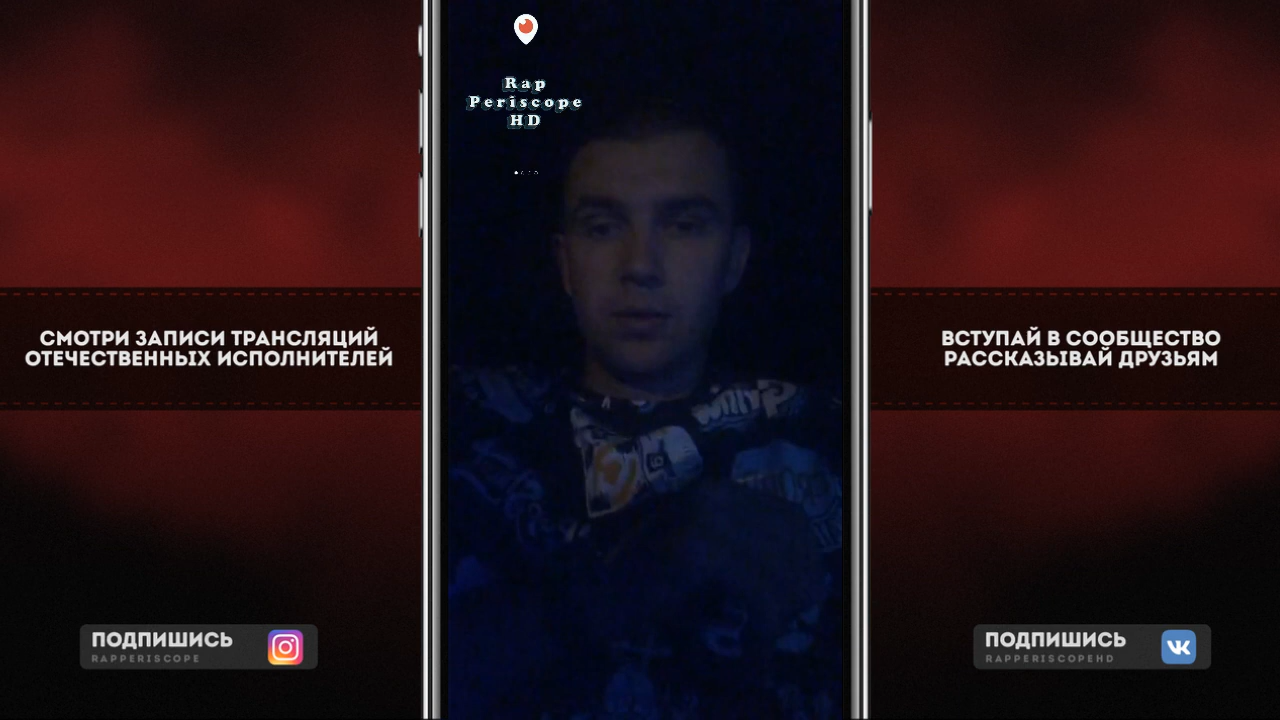 Rap
Periscope
HD
СМОТРИ ЗАПИСИ ТРАНСЛЯЦИЙ
ОТЕЧЕСТВЕННЫХ ИСПОЛНИТЕЛЕЙ
ВСТУПАЙ В СООБЩЕСТВО
РАССКАЗЫВАЙ ДРУЗЬЯМ
ПОДПИШИСЬ
RAPPERISCOPE
ПОДПИШИСЬ
RAPPERISCOPEHD